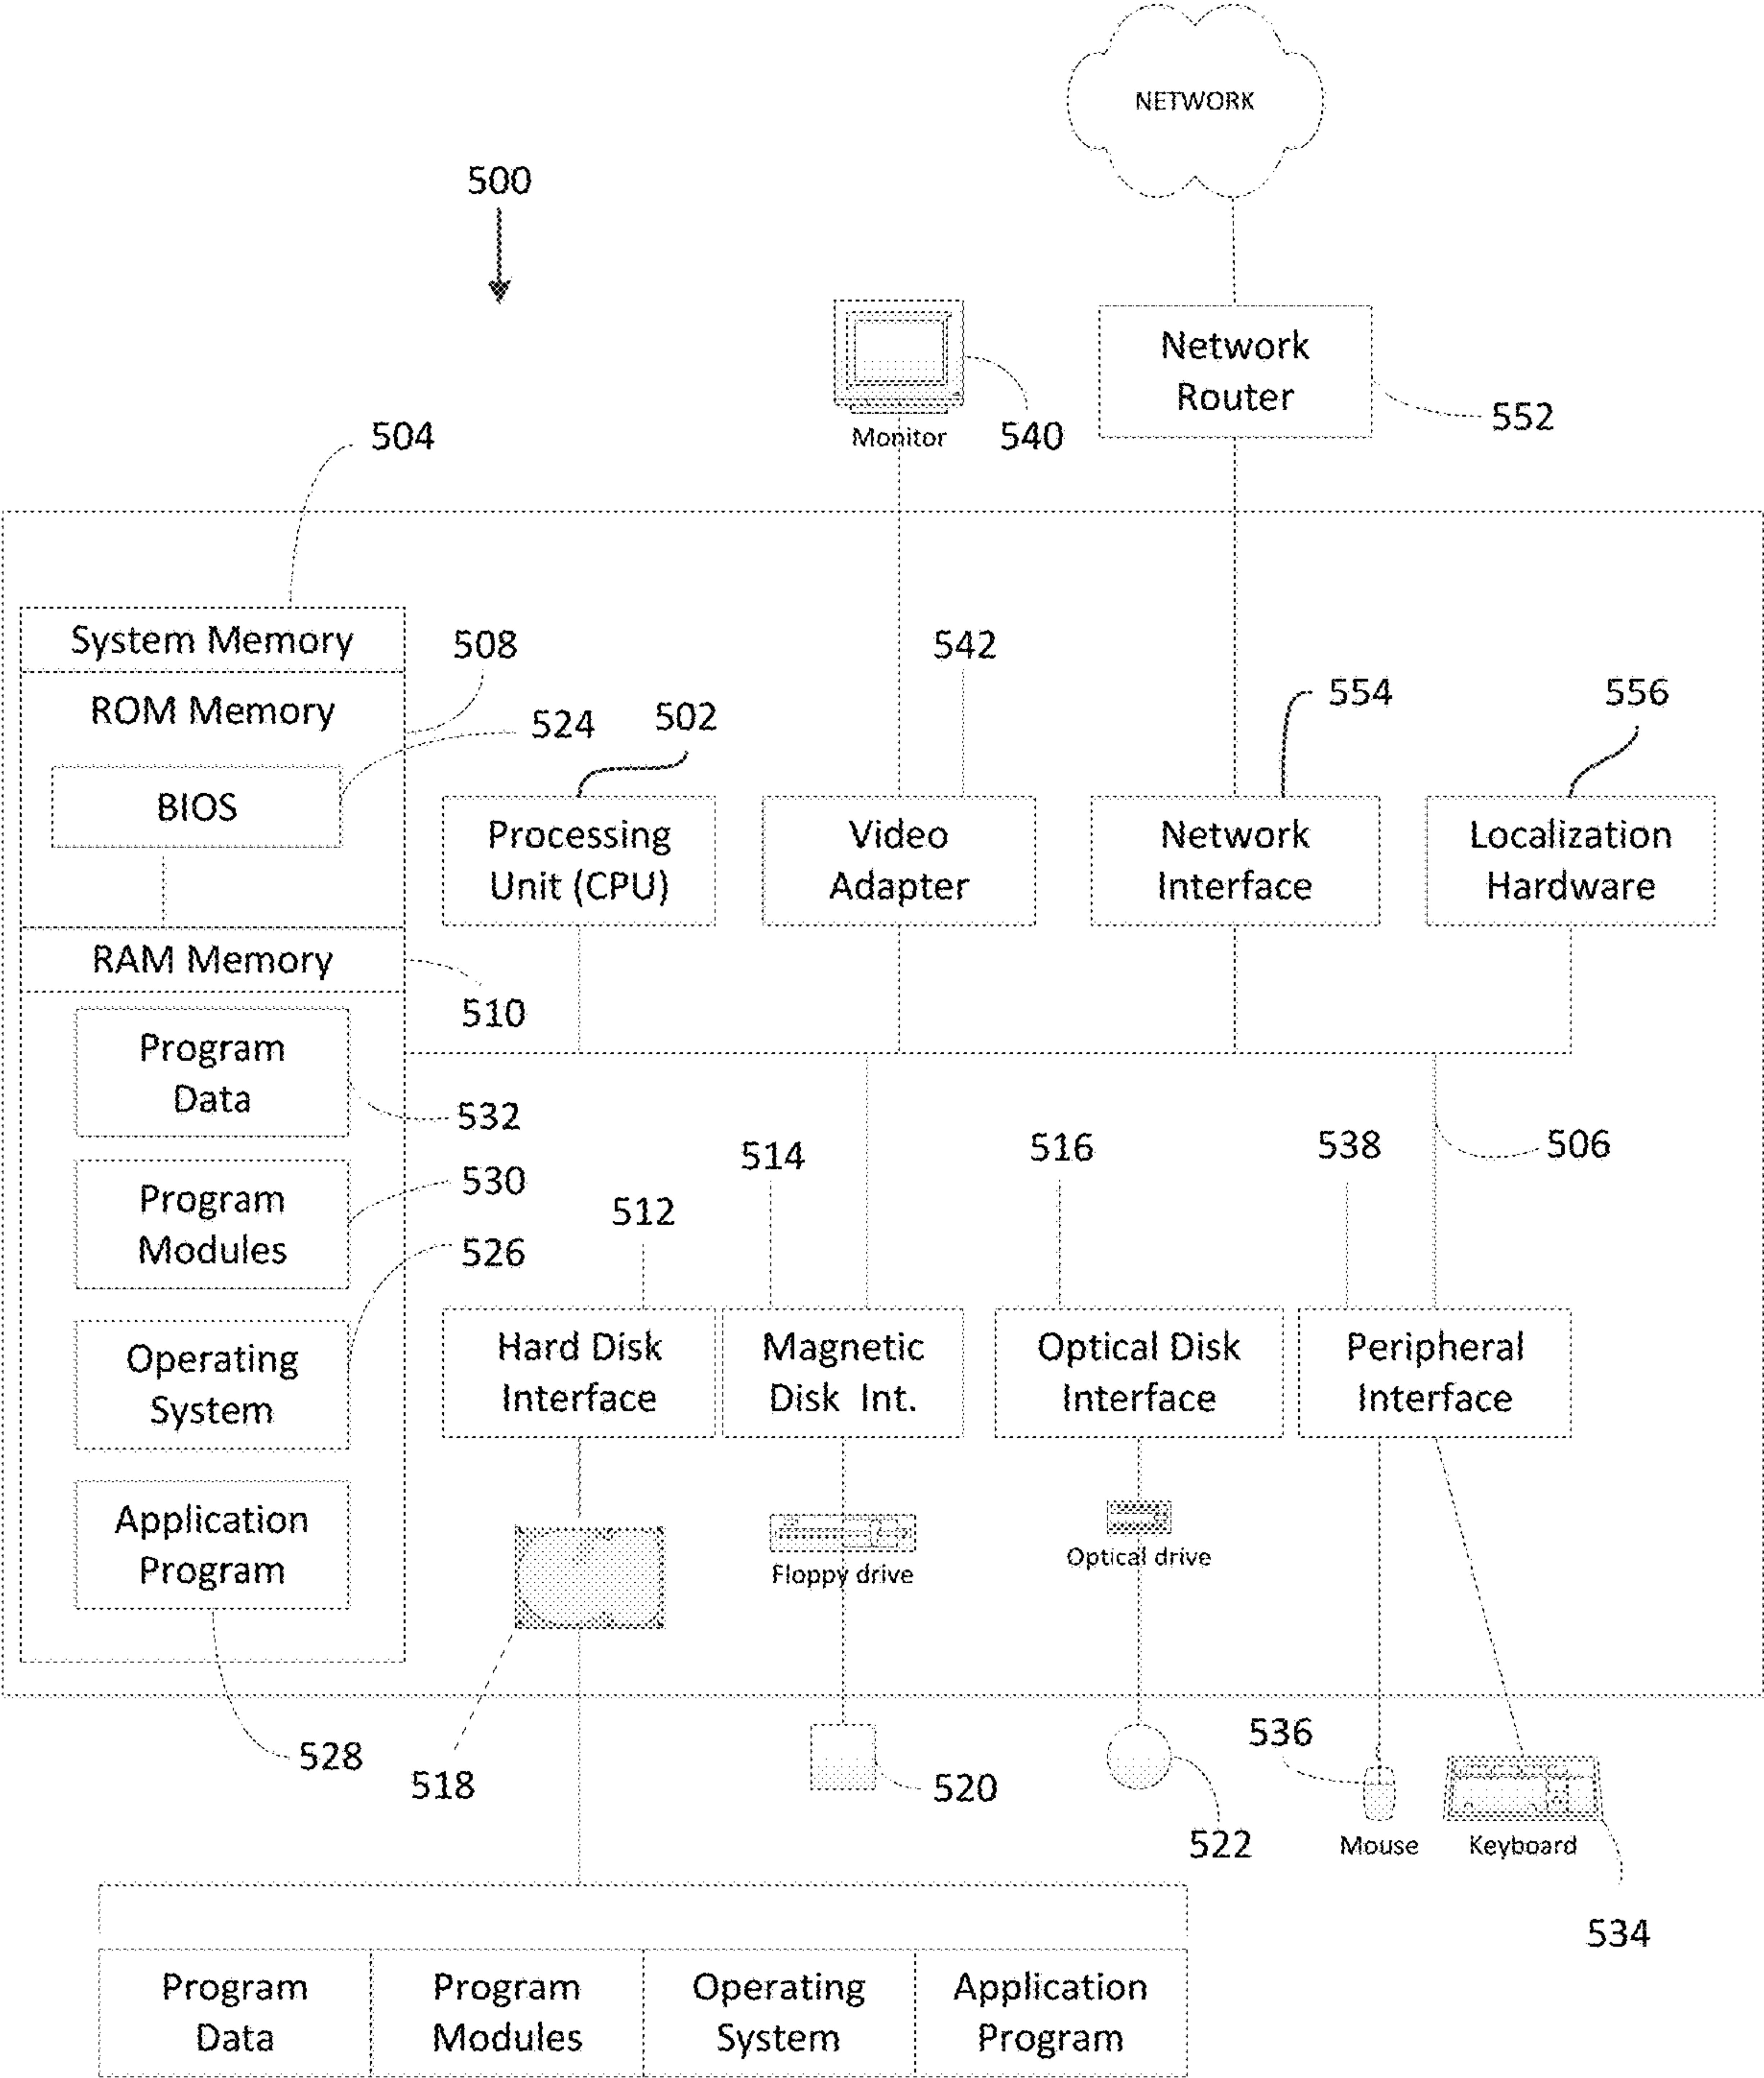 NETWORK
500
Network
Router
552
Monitor
540
504
System Memory
508
542
ROM Memory
524
502
554
556
BIOS
Processing
Unit (CPU)
Video
Adapter
Network
Interface
Localization
Hardware
RAM Memory
510
Program
Data
532
514
516
538
506
Program
Modules
530
512
526
Operating
System
Hard Disk
Interface
Magnetic
Disk Int.
Optical Disk
Interface
Peripheral
Interface
Application
Program
Floppy drive
Optical drive
528
518
520
522
536
Mouse
Keyboard
534
Program
Data
Program
Modules
Operating
System
Application
Program